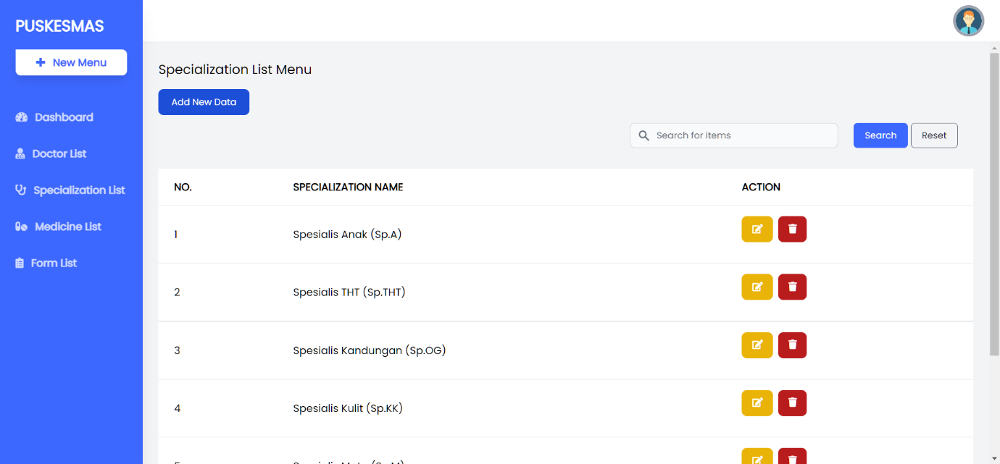 PUSKESMAS
New Menu
Dashboard
Doctor List
Specialization List
Medicine List
Form List
Specialization List Menu
Add New Data
Search for items
Search
Reset
NO. SPECIALIZATION NAME ACTION
1 Spesialis Anak (Sp.A)
2 Spesialis THT (Sp.THT)
3 Spesialis Kandungan (Sp.OG)
4 Spesialis Kulit (Sp.KK)